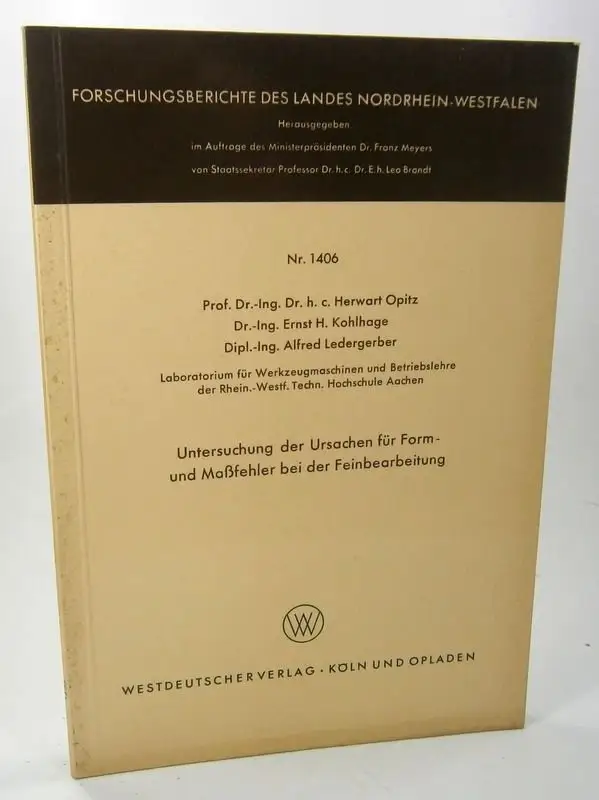 FORSCHUNGSBERICHTE DES LANDES NORDRHEIN-WESTFALEN
Herausgegeben
im Auftrage des Ministerpräsidenten Dr. Franz Meyers
von Staatssekretär Professor Dr. h. c. Dr. E. h. Leo Brandt
Nr. 1406
Prof. Dr.-Ing. Dr. h. c. Herwart Opitz
Dr.-Ing. Ernst H. Kohlhage
Dipl.-Ing. Alfred Ledergerber
Laboratorium für Werkzeugmaschinen und Betriebslehre
der Rhein.-Westf. Techn. Hochschule Aachen
Untersuchung der Ursachen für Form-
und Maßfehler bei der Feinbearbeitung
WV
WESTDEUTSCHER VERLAG · KÖLN UND OPLADEN